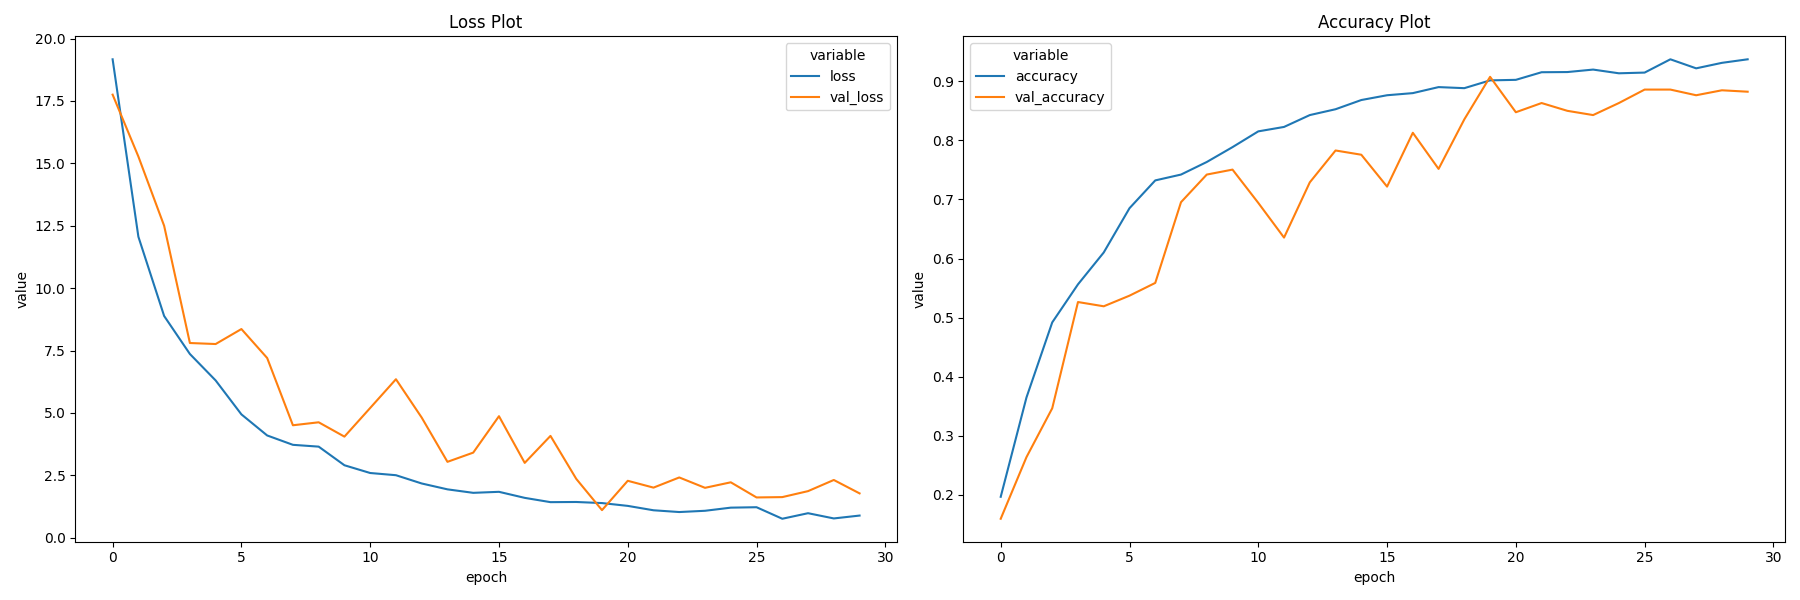 Loss Plot
20.0
17.5
15.0
12.5
10.0
7.5
5.0
2.5
0.0
value
variable
loss
val_loss
0 5 10 15 20 25 30
epoch
Accuracy Plot
0.9
0.8
0.7
0.6
0.5
0.4
0.3
0.2
value
variable
accuracy
val_accuracy
0 5 10 15 20 25 30
epoch